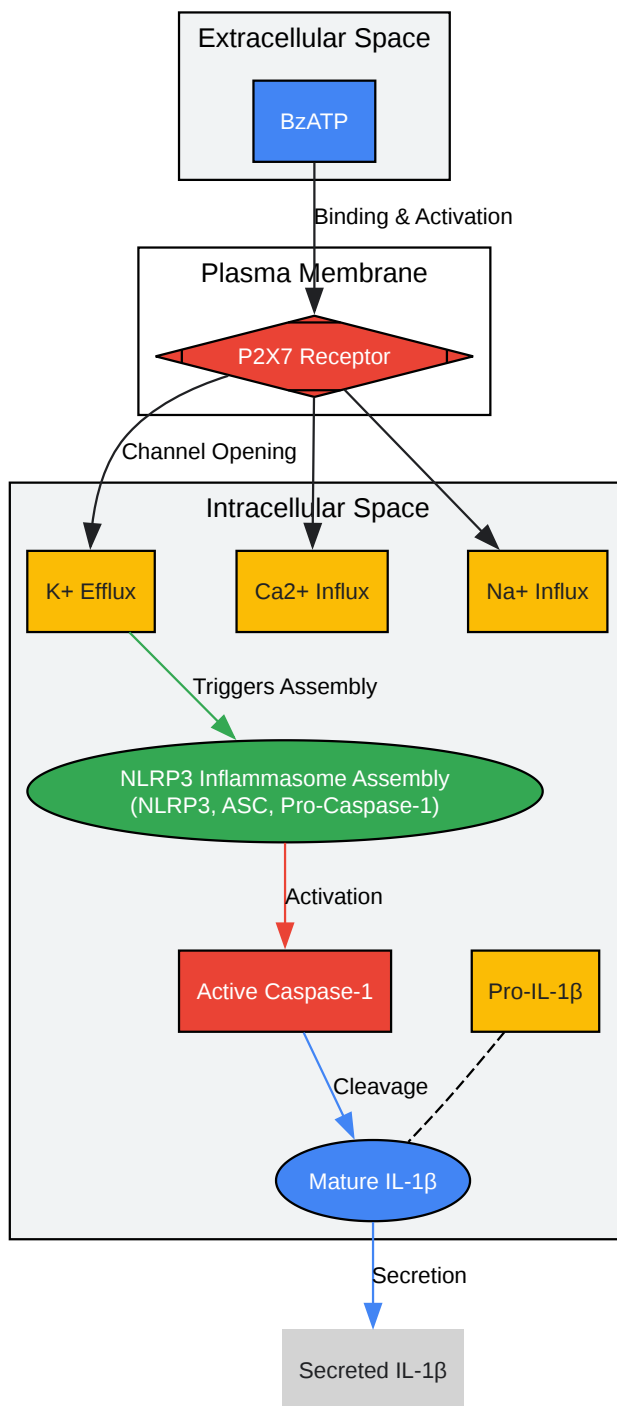 Extracellular Space
BzATP
Binding & Activation
Plasma Membrane
P2X7 Receptor
Channel Opening
Intracellular Space
K+ Efflux
Ca2+ Influx
Na+ Influx
Triggers Assembly
NLRP3 Inflammasome Assembly
(NLRP3, ASC, Pro-Caspase-1)
Activation
Active Caspase-1
Pro-IL-1β
Cleavage
Mature IL-1β
Secretion
Secreted IL-1β